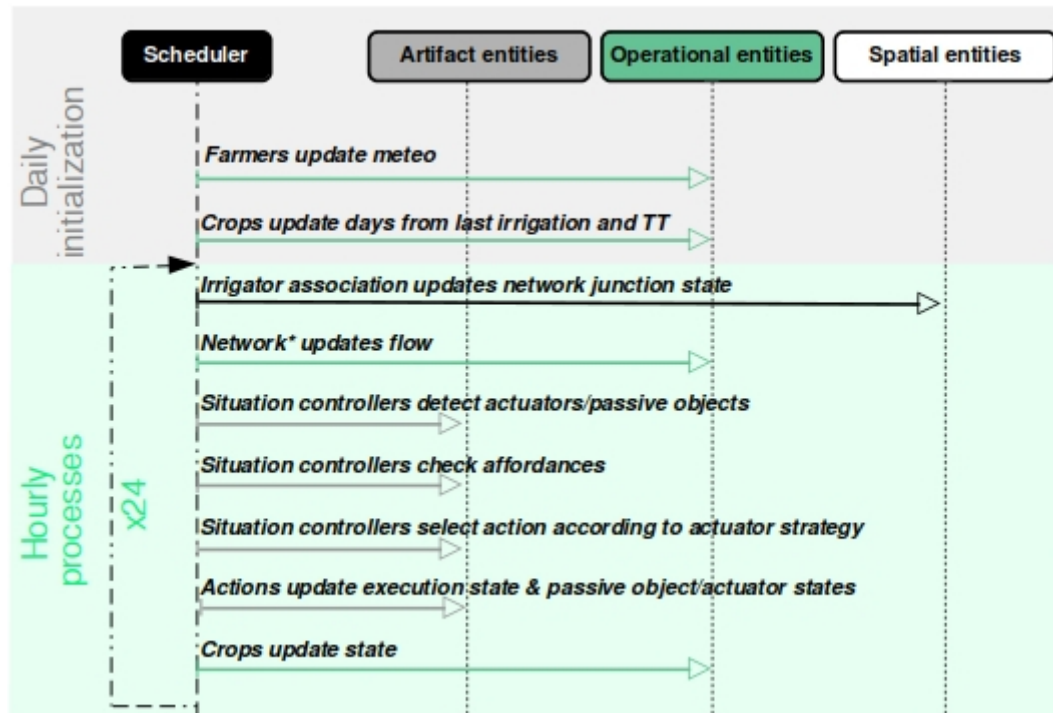 Scheduler
Artifact entities
Operational entities
Spatial entities
Daily
initialization
Farmers update meteo
Crops update days from last irrigation and TT
Irrigator association updates network junction state
Network* updates flow
Situation controllers detect actuators/passive objects
Situation controllers check affordances
Hourly
processes
x24
Situation controllers select action according to actuator strategy
Actions update execution state & passive object/actuator states
Crops update state